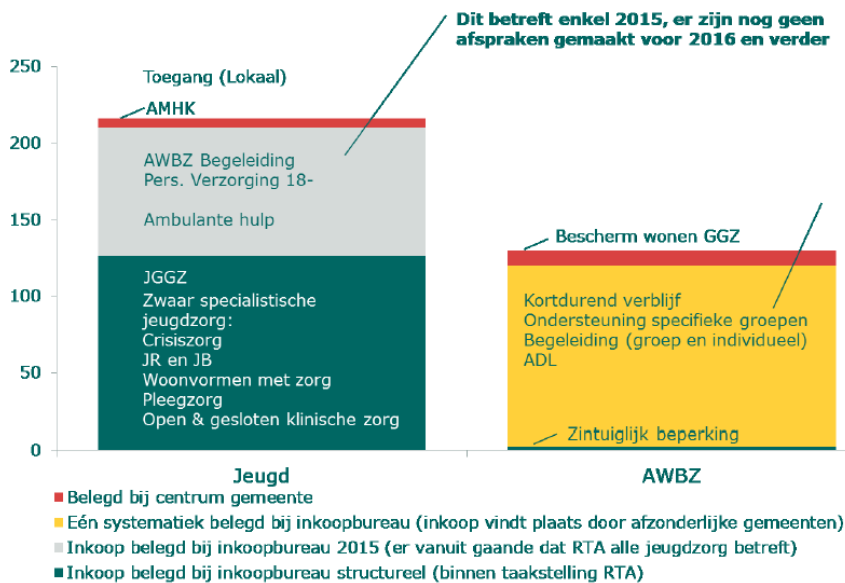 Dit betreft enkel 2015, er zijn nog geen
afspraken gemaakt voor 2016 en verder
250
200
150
100
50
0
Toegang (Lokaal)
AMHK
AWBZ Begeleiding
Pers. Verzorging 18-
Ambulante hulp
JGGZ
Zwaar specialistische
jeugdzorg:
Crisiszorg
JR en JB
Woonvormen met zorg
Pleegzorg
Open & gesloten klinische zorg
Bescherm wonen GGZ
Kortdurend verblijf
Ondersteuning specifieke groepen
Begeleiding (groep en individueel)
ADL
Zintuiglijk beperking
Jeugd
AWBZ
Belegd bij centrum gemeente
Eén systematiek belegd bij inkoopbureau (inkoop vindt plaats door afzonderlijke gemeenten)
Inkoop belegd bij inkoopbureau 2015 (er vanuit gaande dat RTA alle jeugdzorg betreft)
Inkoop belegd bij inkoopbureau structureel (binnen taakstelling RTA)